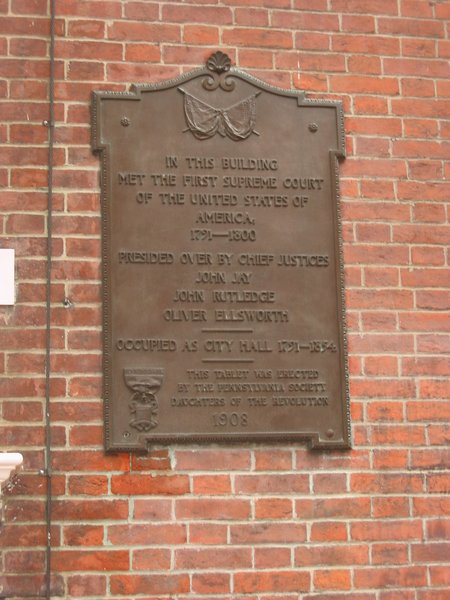 IN THIS BUILDING
MET THE FIRST SUPREME COURT
OF THE UNITED STATES OF
AMERICA,
1791—1800
PRESIDED OVER BY CHIEF JUSTICES
JOHN JAY
JOHN RUTLEDGE
OLIVER ELLSWORTH
OCCUPIED AS CITY HALL 1791—1854
THIS TABLET WAS ERECTED
BY THE PENNSYLVANIA SOCIETY
DAUGHTERS OF THE REVOLUTION
1908